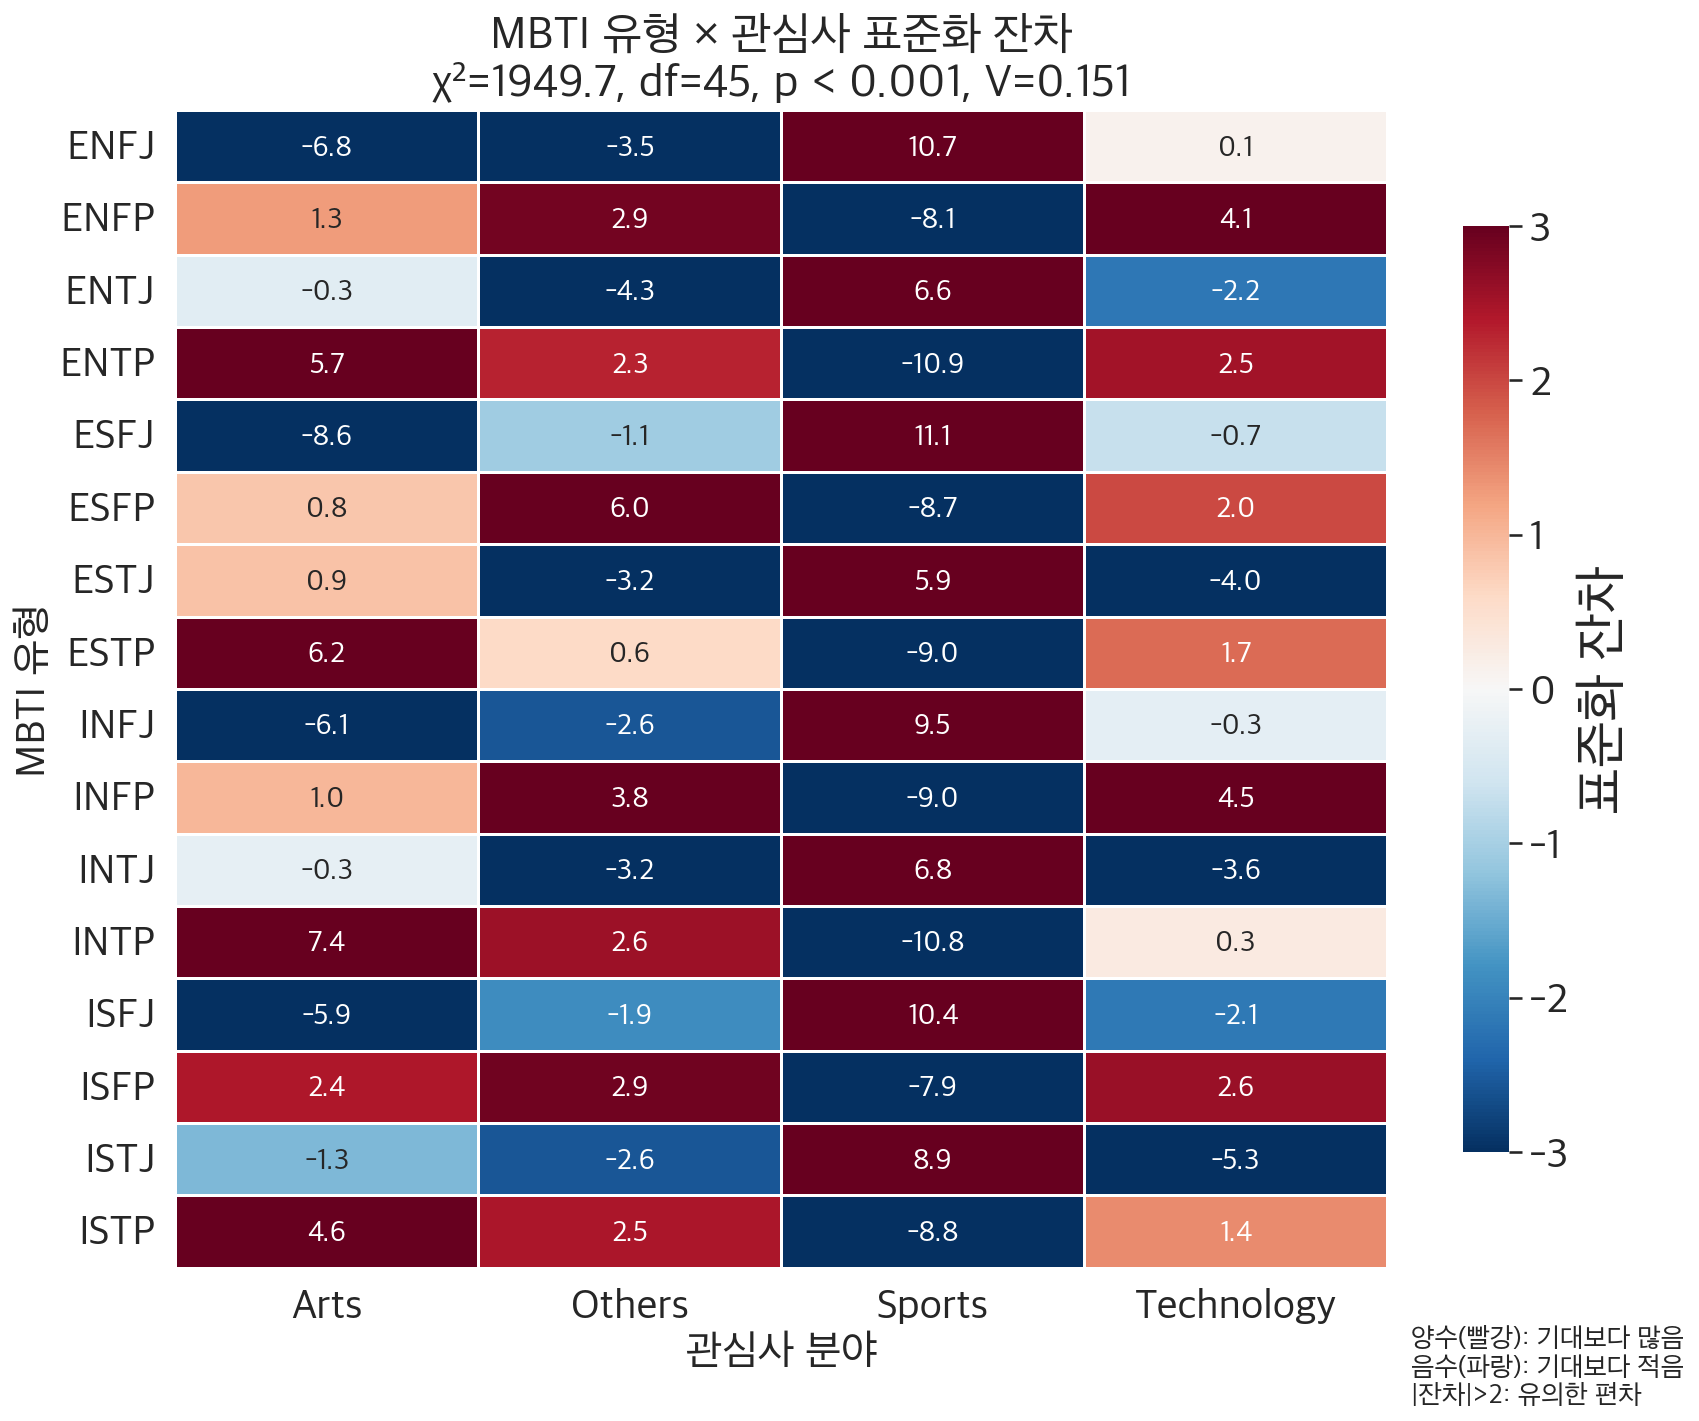 MBTI 유형 × 관심사 표준화 잔차
χ²=1949.7, df=45, p < 0.001, V=0.151
MBTI 유형
ENFJ -6.8 -3.5 10.7 0.1
ENFP 1.3 2.9 -8.1 4.1
ENTJ -0.3 -4.3 6.6 -2.2
ENTP 5.7 2.3 -10.9 2.5
ESFJ -8.6 -1.1 11.1 -0.7
ESFP 0.8 6.0 -8.7 2.0
ESTJ 0.9 -3.2 5.9 -4.0
ESTP 6.2 0.6 -9.0 1.7
INFJ -6.1 -2.6 9.5 -0.3
INFP 1.0 3.8 -9.0 4.5
INTJ -0.3 -3.2 6.8 -3.6
INTP 7.4 2.6 -10.8 0.3
ISFJ -5.9 -1.9 10.4 -2.1
ISFP 2.4 2.9 -7.9 2.6
ISTJ -1.3 -2.6 8.9 -5.3
ISTP 4.6 2.5 -8.8 1.4
Arts Others Sports Technology
관심사 분야
3
2
1
0
-1
-2
-3
표준화 잔차
양수(빨강): 기대보다 많음
음수(파랑): 기대보다 적음
|잔차|>2: 유의한 편차